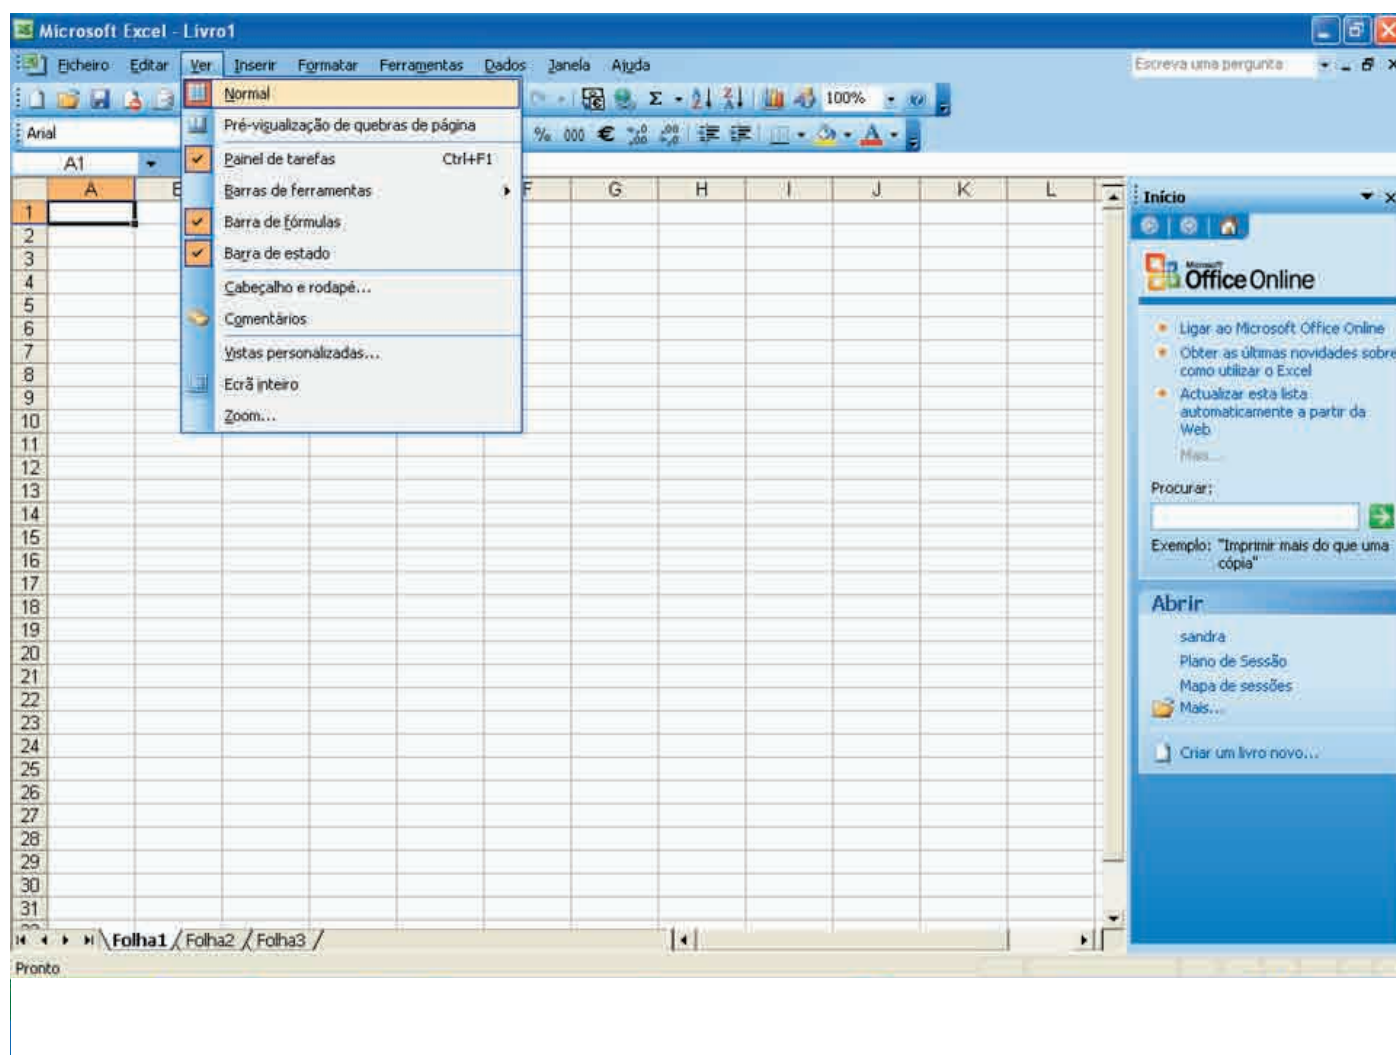 Microsoft Excel - Livro1
Ficheiro Editar Ver Inserir Formatar Ferramentas Dados Janela Ajuda
Escreva uma pergunta
Σ 100%
Arial
% 000 € ,00
A1
Normal
Pré-visualização de quebras de página
Painel de tarefas Ctrl+F1
Barras de ferramentas
Barra de fórmulas
Barra de estado
Cabeçalho e rodapé...
Comentários
Vistas personalizadas...
Ecrã inteiro
Zoom...
A E F G H I J K L
1
2
3
4
5
6
7
8
9
10
11
12
13
14
15
16
17
18
19
20
21
22
23
24
25
26
27
28
29
30
31
Folha1 Folha2 Folha3
Pronto
Início
Microsoft
Office Online
Ligar ao Microsoft Office Online
Obter as últimas novidades sobre
como utilizar o Excel
Actualizar esta lista
automaticamente a partir da
Web
Mais...
Procurar:
Exemplo: "Imprimir mais do que uma
cópia"
Abrir
sandra
Plano de Sessão
Mapa de sessões
Mais...
Criar um livro novo...